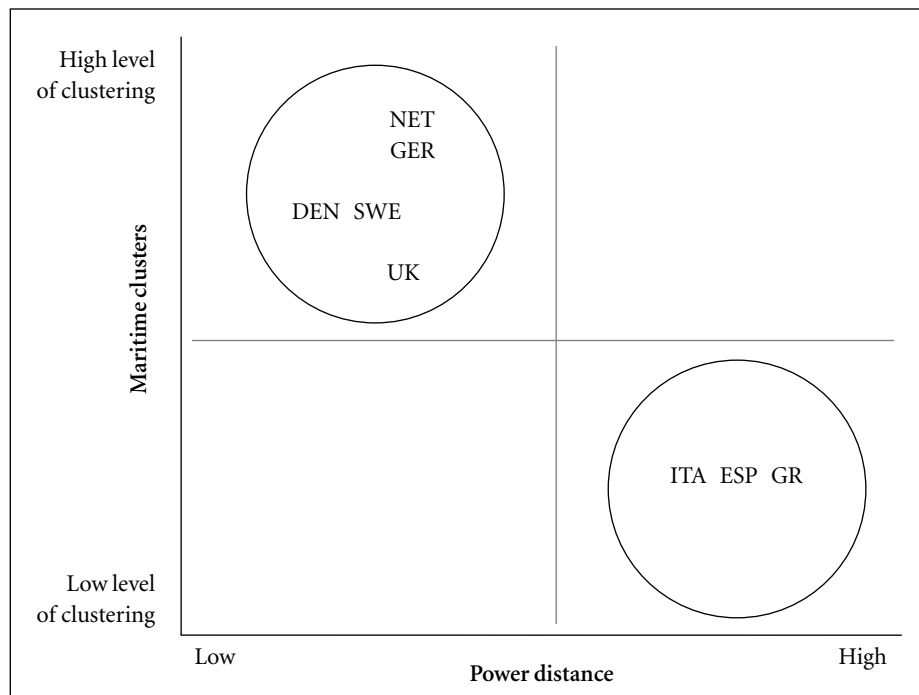 High level
of clustering
NET
GER
DEN SWE
UK
Maritime clusters
ITA ESP GR
Low level
of clustering
Low
Power distance
High